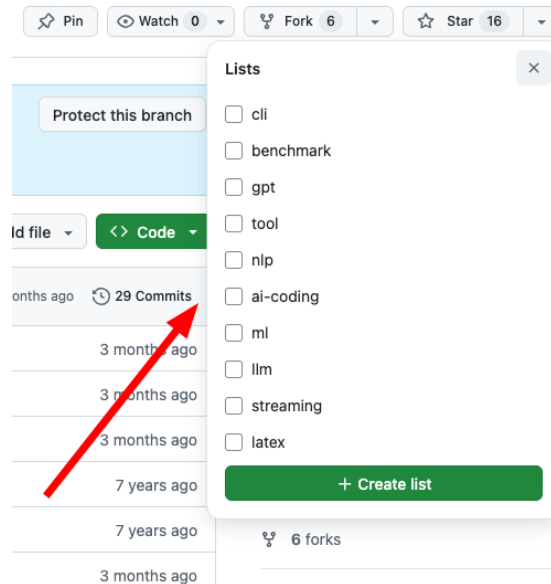 Pin
Watch 0
Fork 6
Star 16
Lists
cli
benchmark
gpt
tool
nlp
ai-coding
ml
llm
streaming
latex
+ Create list
Protect this branch
ld file
<> Code
onths ago
29 Commits
3 months ago
3 months ago
3 months ago
7 years ago
7 years ago
3 months ago
6 forks